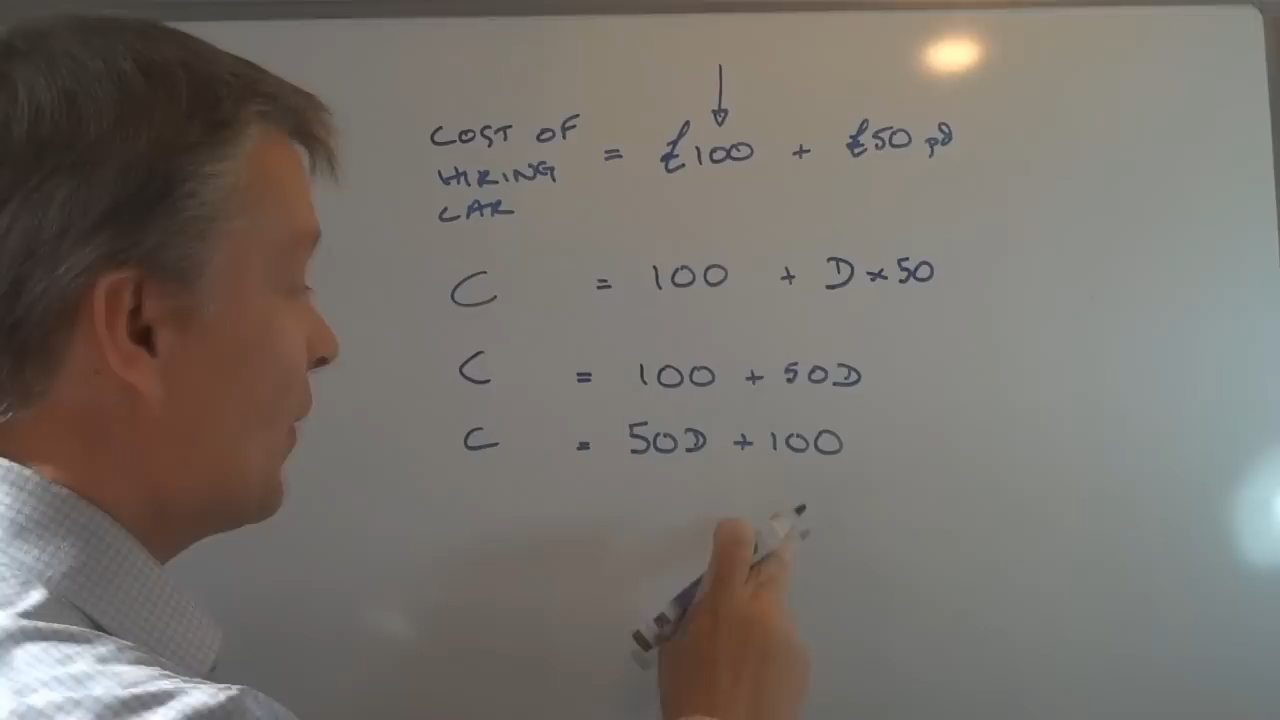 COST OF
HIRING = £100 + £50 pd
CAR
C = 100 + D × 50
C = 100 + 50D
C = 50D + 100